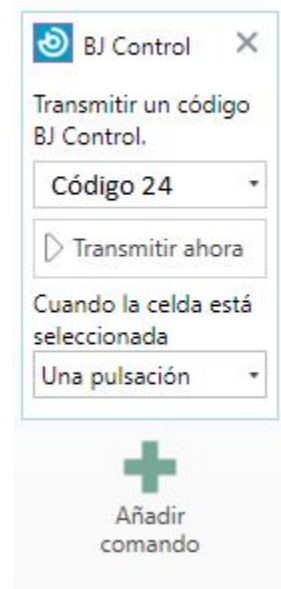 BJ Control
Transmitir un código
BJ Control.
Código 24
Transmitir ahora
Cuando la celda está
seleccionada
Una pulsación
Añadir
comando